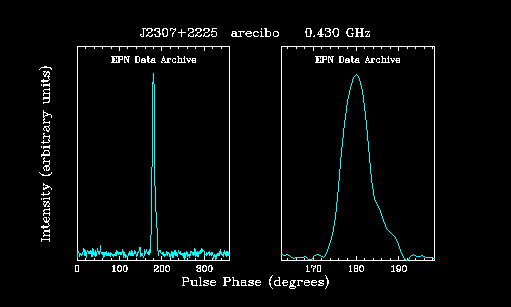 J2307+2225 arecibo 0.430 GHz
EPN Data Archive
EPN Data Archive
Intensity (arbitrary units)
0 100 200 300
170 180 190
Pulse Phase (degrees)